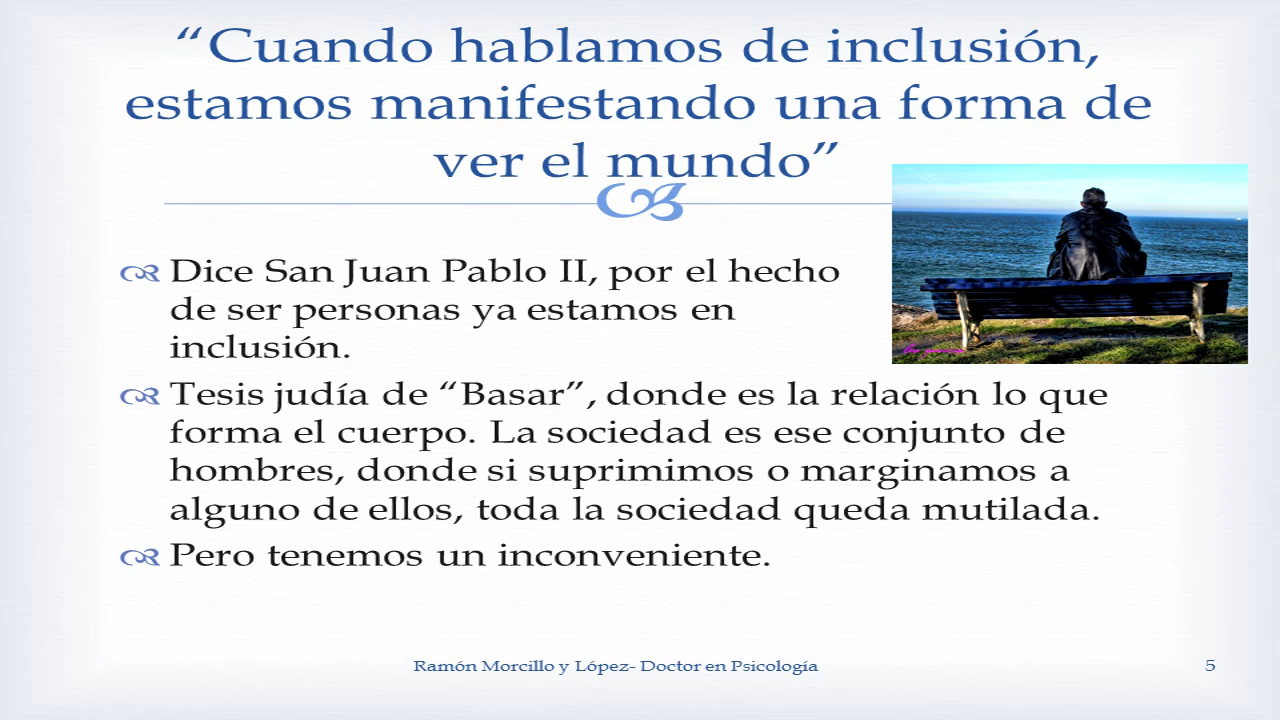 “Cuando hablamos de inclusión,
estamos manifestando una forma de
ver el mundo”
Dice San Juan Pablo II, por el hecho
de ser personas ya estamos en
inclusión.
Tesis judía de “Basar”, donde es la relación lo que
forma el cuerpo. La sociedad es ese conjunto de
hombres, donde si suprimimos o marginamos a
alguno de ellos, toda la sociedad queda mutilada.
Pero tenemos un inconveniente.
Ramón Morcillo y López- Doctor en Psicología
5